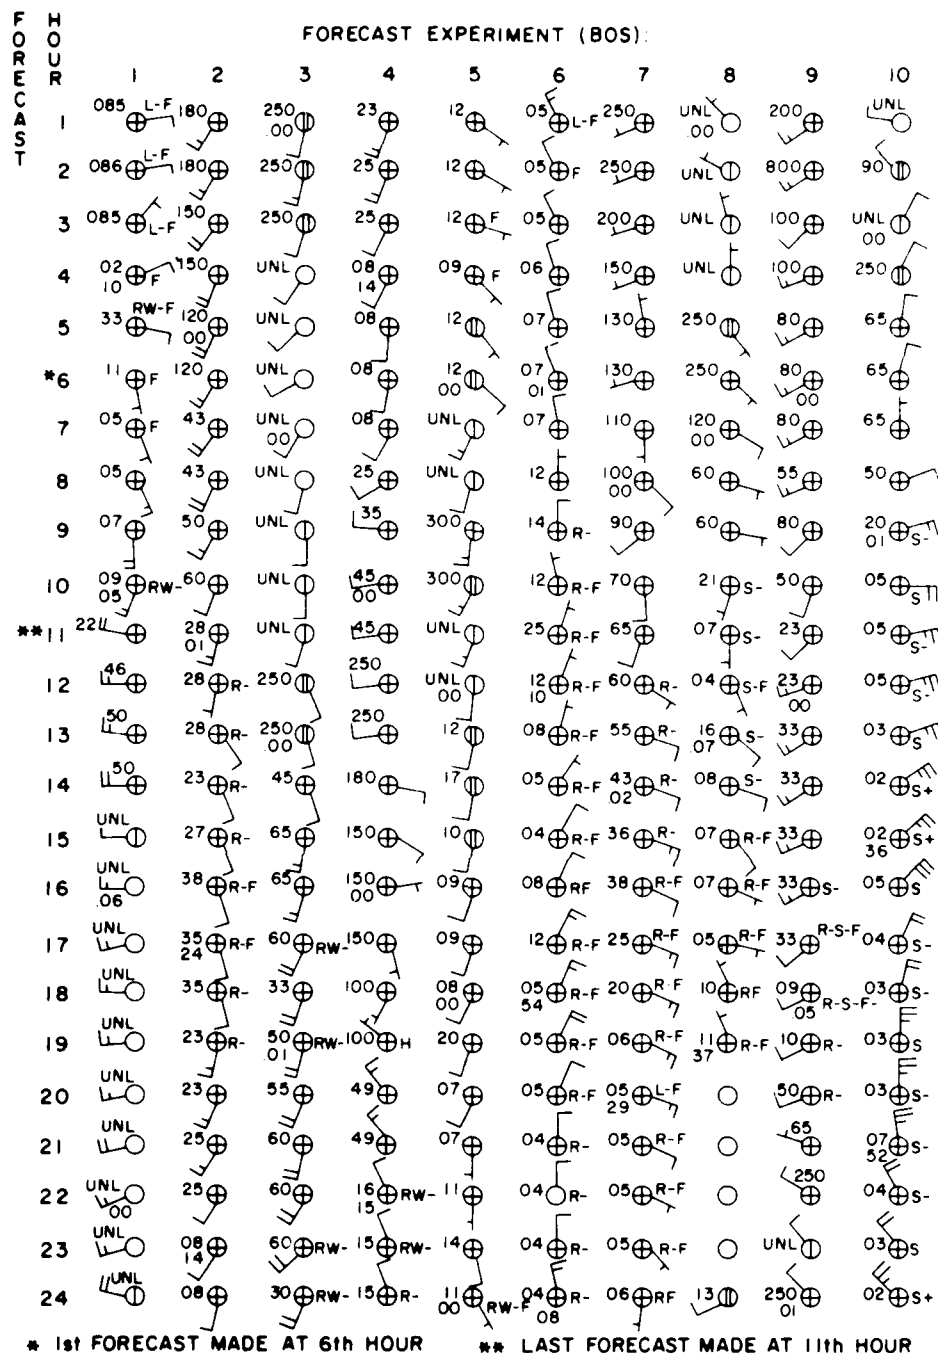 FORECAST
HOUR
FORECAST EXPERIMENT (BOS):
1 2 3 4 5 6 7 8 9 10
1 085 L-F 180 250 00 23 12 05 L-F 250 UNL 00 200 UNL
2 086 L-F 180 250 25 12 05 F 250 UNL 800 90
3 085 L-F 150 250 25 12 F 05 200 UNL 100 UNL 00
4 02 10 F 150 UNL 08 14 09 F 06 150 UNL 100 250
5 33 RW-F 120 00 UNL 08 12 07 130 250 80 65
*6 11 F 120 UNL 08 12 00 07 01 130 250 80 00 65
7 05 F 43 UNL 00 08 UNL 07 110 120 00 80 65
8 05 43 UNL 25 UNL 12 100 00 60 55 50
9 07 50 UNL 35 300 14 R- 90 60 80 20 01 S-
10 09 05 RW- 60 UNL 45 00 300 12 R-F 70 21 S- 50 05 S
**11 22 28 01 UNL 45 UNL 25 R-F 65 07 S- 23 05 S-
12 46 28 R- 250 250 UNL 00 12 10 R-F 60 R- 04 S-F 23 00 05 S-
13 50 28 R- 250 00 250 12 08 R-F 55 R- 16 07 S- 33 03 S
14 50 23 R- 45 180 17 05 R-F 43 02 R- 08 S- 33 02 S+
15 UNL 27 R- 65 150 10 04 R-F 36 R- 07 R-F 33 02 36 S+
16 UNL .06 38 R-F 65 150 00 09 08 RF 38 R-F 07 R-F 33 S- 05 S
17 UNL 35 24 R-F 60 RW- 150 09 12 R-F 25 R-F 05 R-F 33 R-S-F 04 S-
18 UNL 35 R- 33 100 08 00 05 54 R-F 20 R-F 10 RF 09 .05 R-S-F- 03 S-
19 UNL 23 R- 50 .01 RW- 100 H 20 05 R-F 06 R-F 11 37 R-F 10 R- 03 S
20 UNL 23 55 49 07 05 R-F 05 29 L-F 50 R- 03 S-
21 UNL 25 60 49 07 04 R- 05 R-F 65 07 52 S-
22 UNL 00 25 60 16 15 RW- 11 04 R- 05 R-F 250 04 S-
23 UNL 08 14 60 RW- 15 RW- 14 04 R- 05 R-F UNL 03 S
24 UNL 08 30 RW- 15 R- 11 00 RW-F 04 08 R- 06 RF 13 250 01 02 S+
* 1st FORECAST MADE AT 6th HOUR ** LAST FORECAST MADE AT 11th HOUR